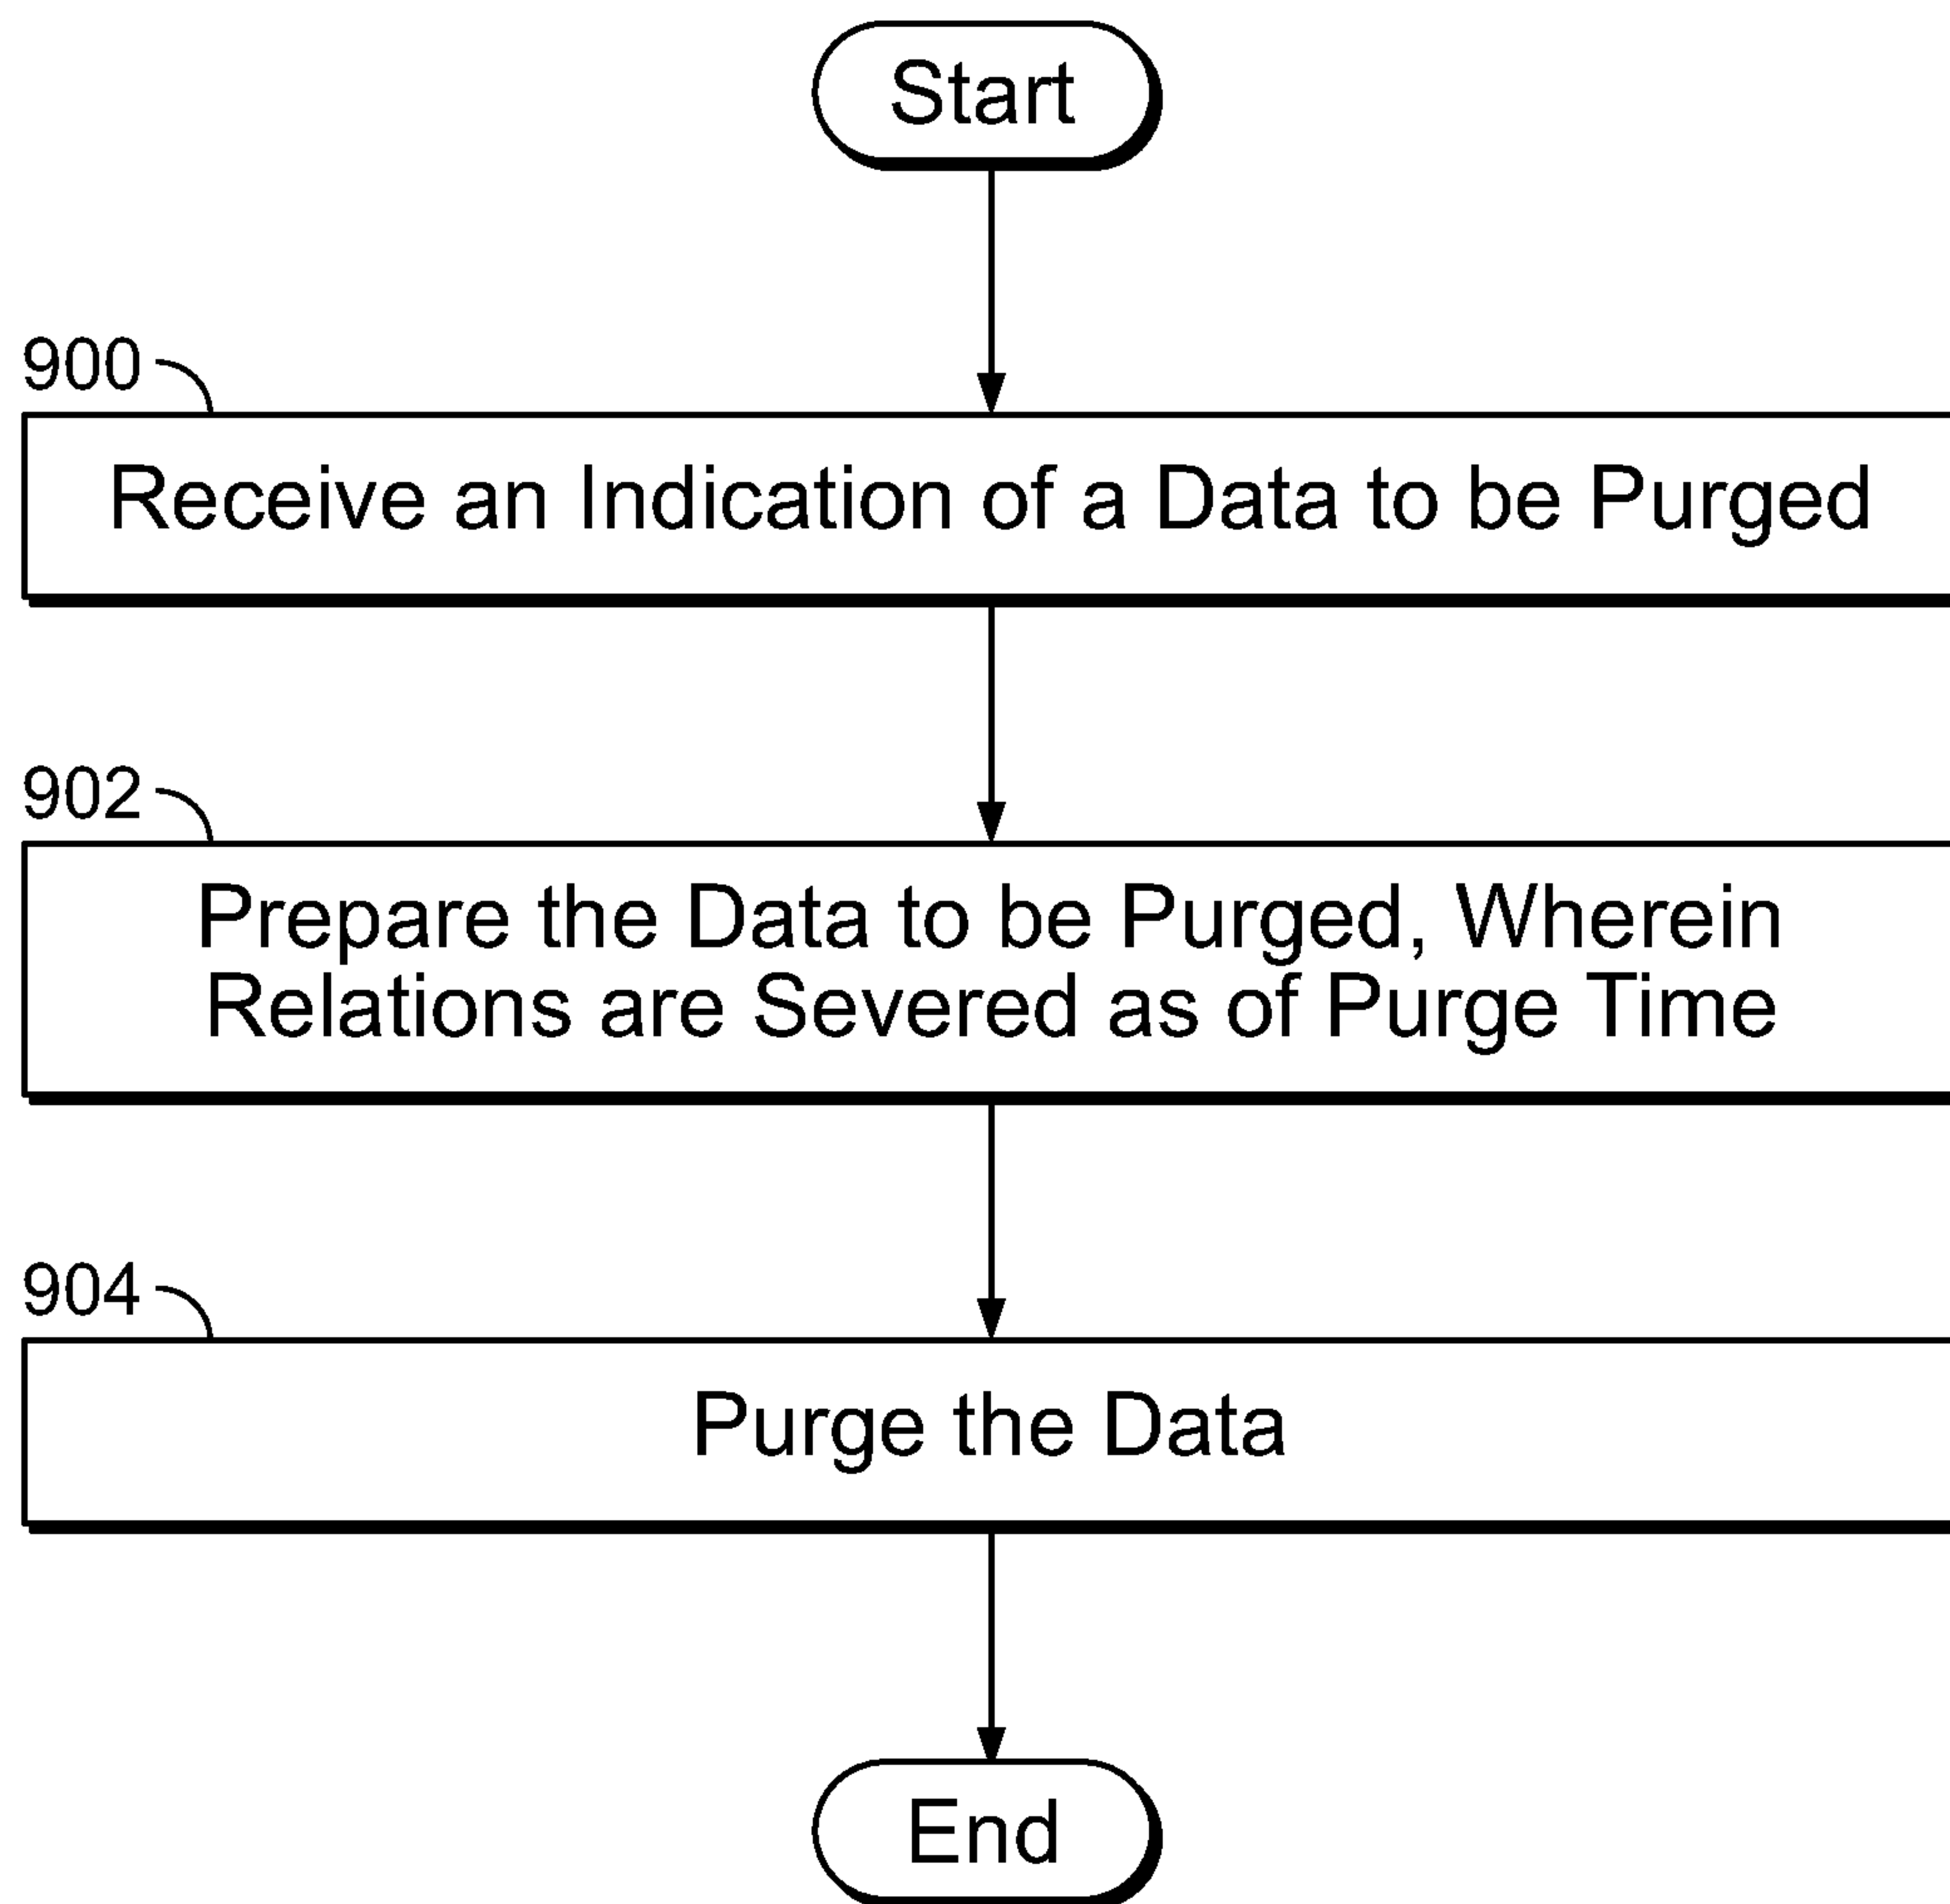 Start
900
Receive an Indication of a Data to be Purged
902
Prepare the Data to be Purged, Wherein
Relations are Severed as of Purge Time
904
Purge the Data
End